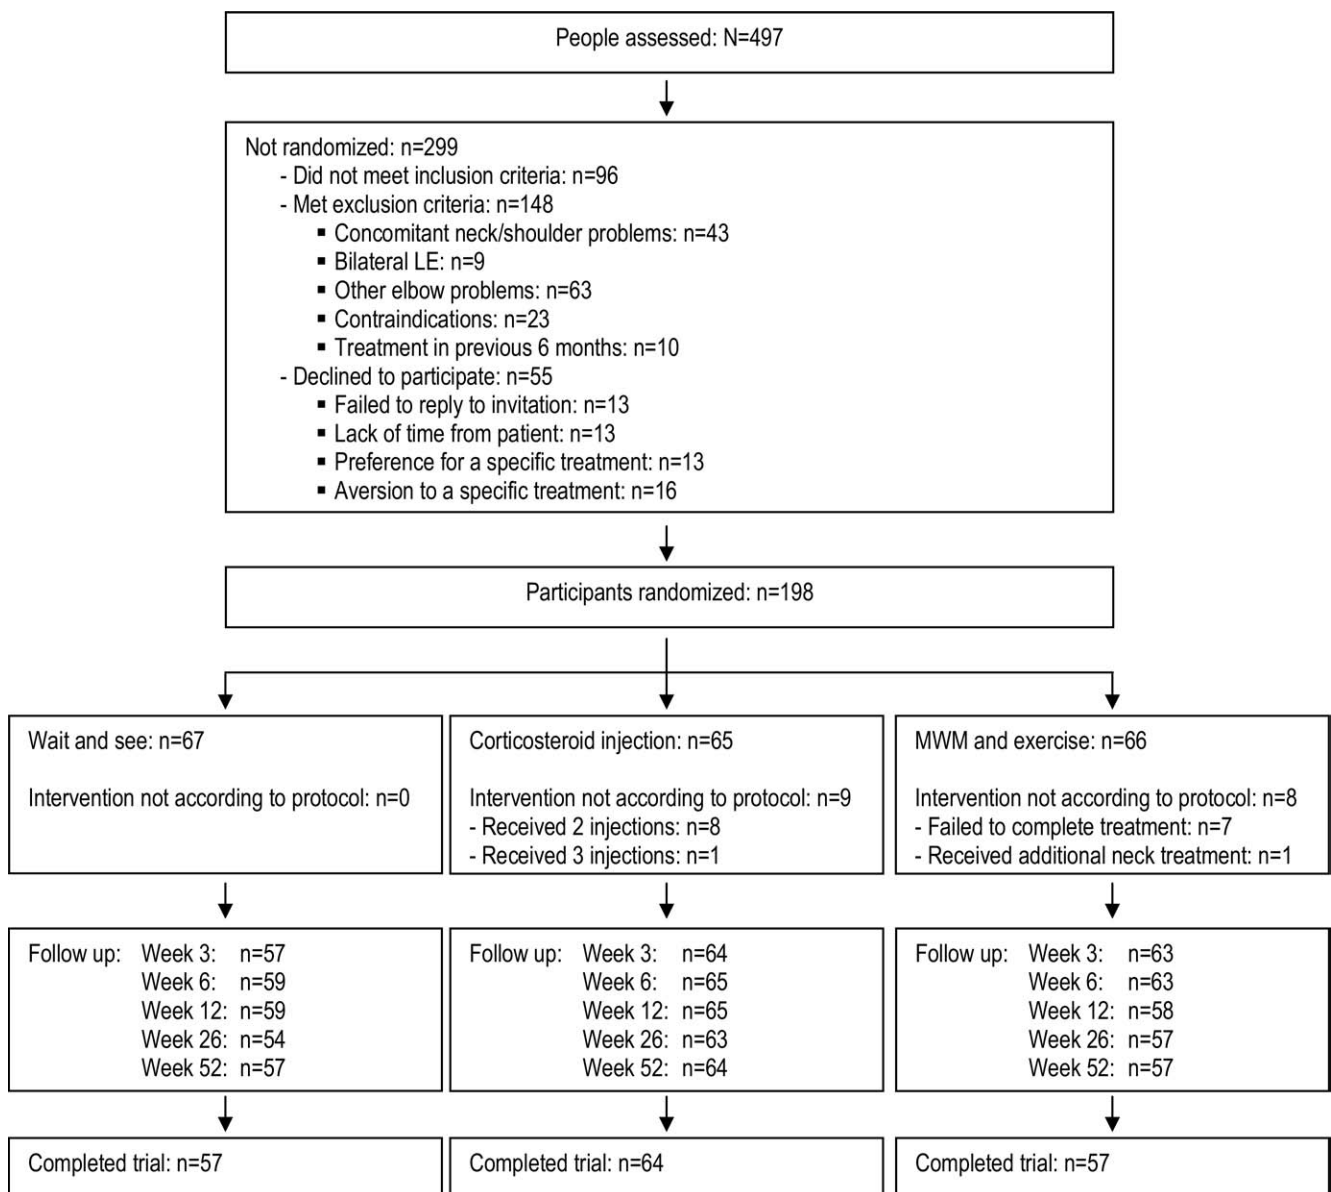 People assessed: N=497
Not randomized: n=299
- Did not meet inclusion criteria: n=96
- Met exclusion criteria: n=148
▪ Concomitant neck/shoulder problems: n=43
▪ Bilateral LE: n=9
▪ Other elbow problems: n=63
▪ Contraindications: n=23
▪ Treatment in previous 6 months: n=10
- Declined to participate: n=55
▪ Failed to reply to invitation: n=13
▪ Lack of time from patient: n=13
▪ Preference for a specific treatment: n=13
▪ Aversion to a specific treatment: n=16
Participants randomized: n=198
Wait and see: n=67
Intervention not according to protocol: n=0
Corticosteroid injection: n=65
Intervention not according to protocol: n=9
- Received 2 injections: n=8
- Received 3 injections: n=1
MWM and exercise: n=66
Intervention not according to protocol: n=8
- Failed to complete treatment: n=7
- Received additional neck treatment: n=1
Follow up: Week 3: n=57
Week 6: n=59
Week 12: n=59
Week 26: n=54
Week 52: n=57
Follow up: Week 3: n=64
Week 6: n=65
Week 12: n=65
Week 26: n=63
Week 52: n=64
Follow up: Week 3: n=63
Week 6: n=63
Week 12: n=58
Week 26: n=57
Week 52: n=57
Completed trial: n=57
Completed trial: n=64
Completed trial: n=57